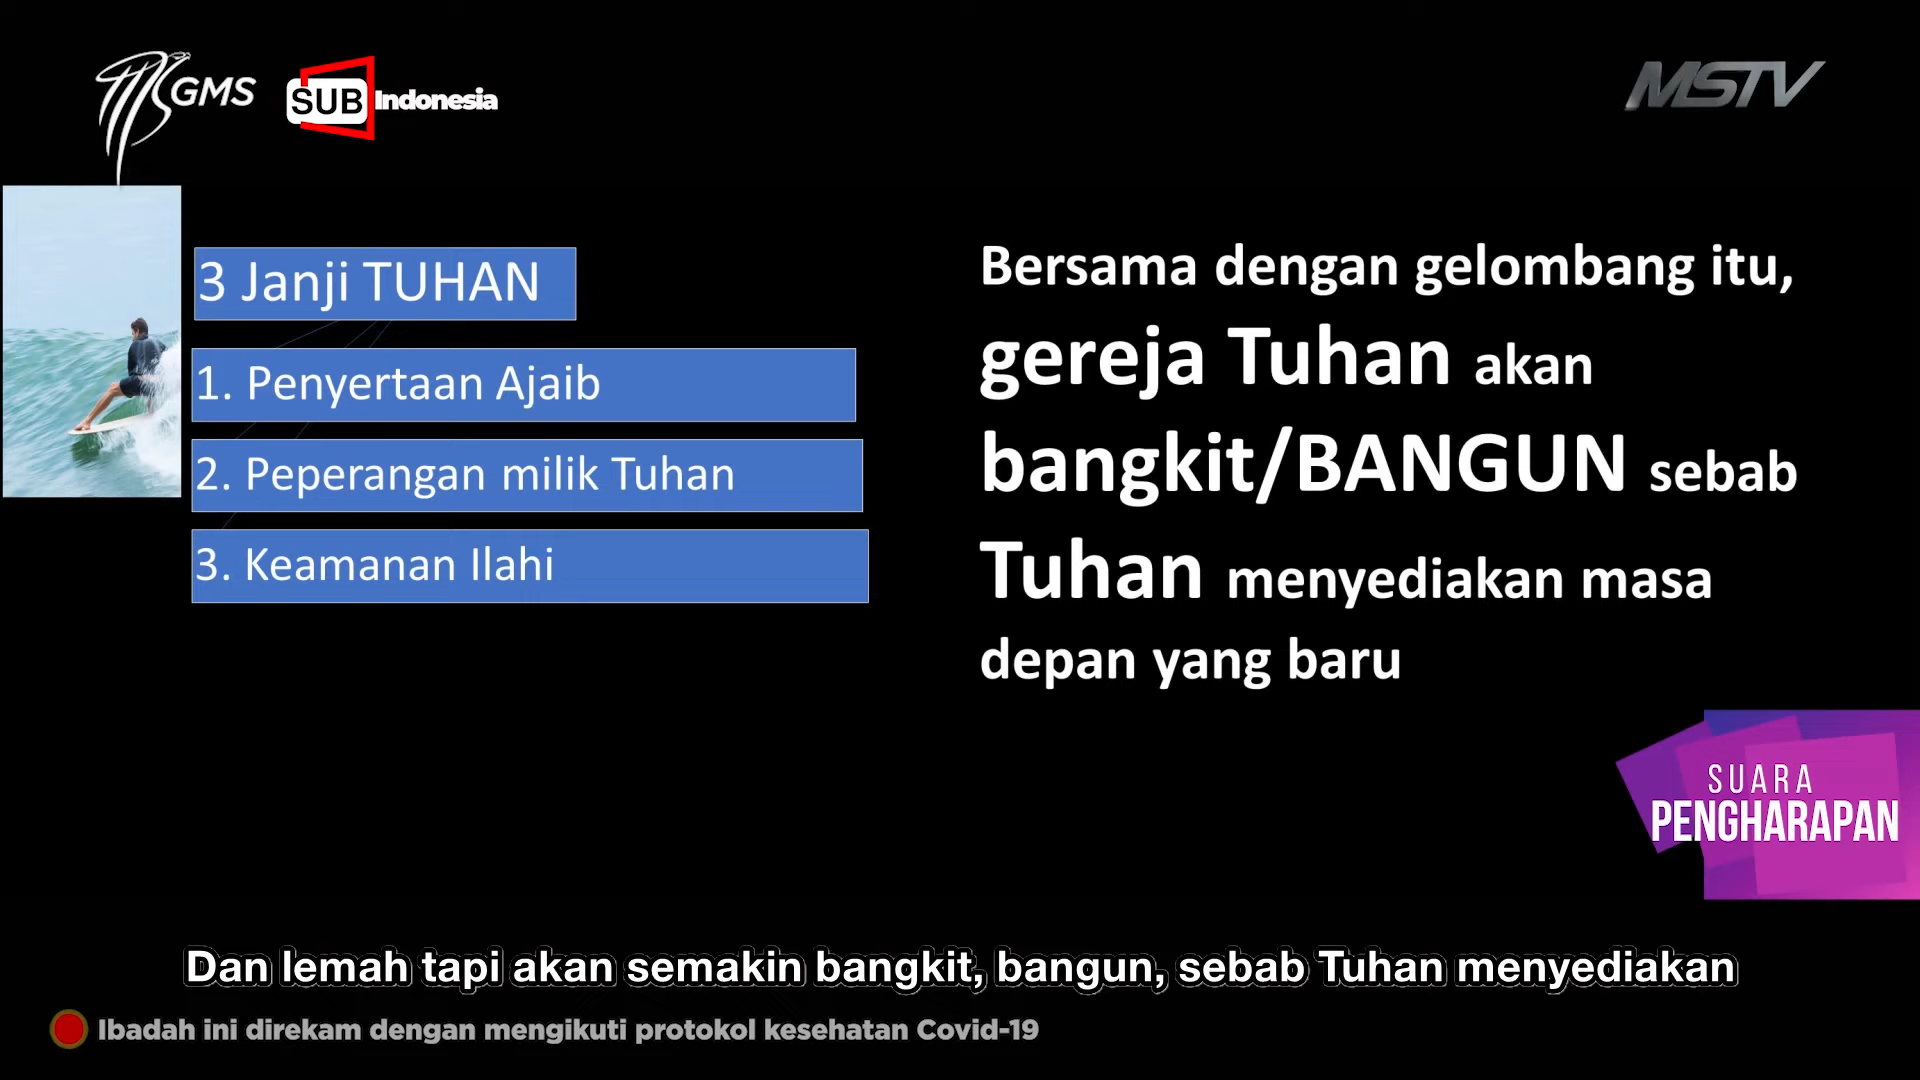 GMS
SUB Indonesia
MSTV
3 Janji TUHAN
1. Penyertaan Ajaib
2. Peperangan milik Tuhan
3. Keamanan Ilahi
Bersama dengan gelombang itu,
gereja Tuhan akan
bangkit/BANGUN sebab
Tuhan menyediakan masa
depan yang baru
SUARA
PENGHARAPAN
Dan lemah tapi akan semakin bangkit, bangun, sebab Tuhan menyediakan
Ibadah ini direkam dengan mengikuti protokol kesehatan Covid-19